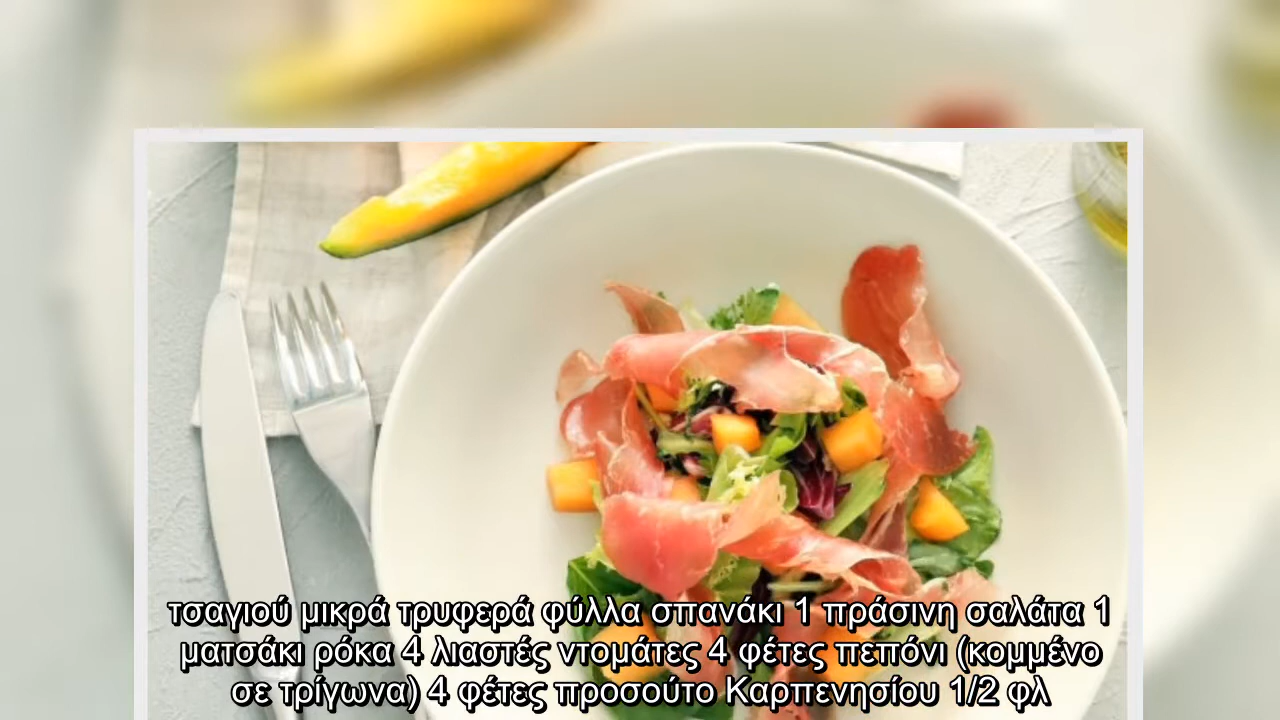 τσαγιού μικρά τρυφερά φύλλα σπανάκι 1 πράσινη σαλάτα 1
ματσάκι ρόκα 4 λιαστές ντομάτες 4 φέτες πεπόνι (κομμένο
σε τρίγωνα) 4 φέτες προσούτο Καρπενησίου 1/2 φλ